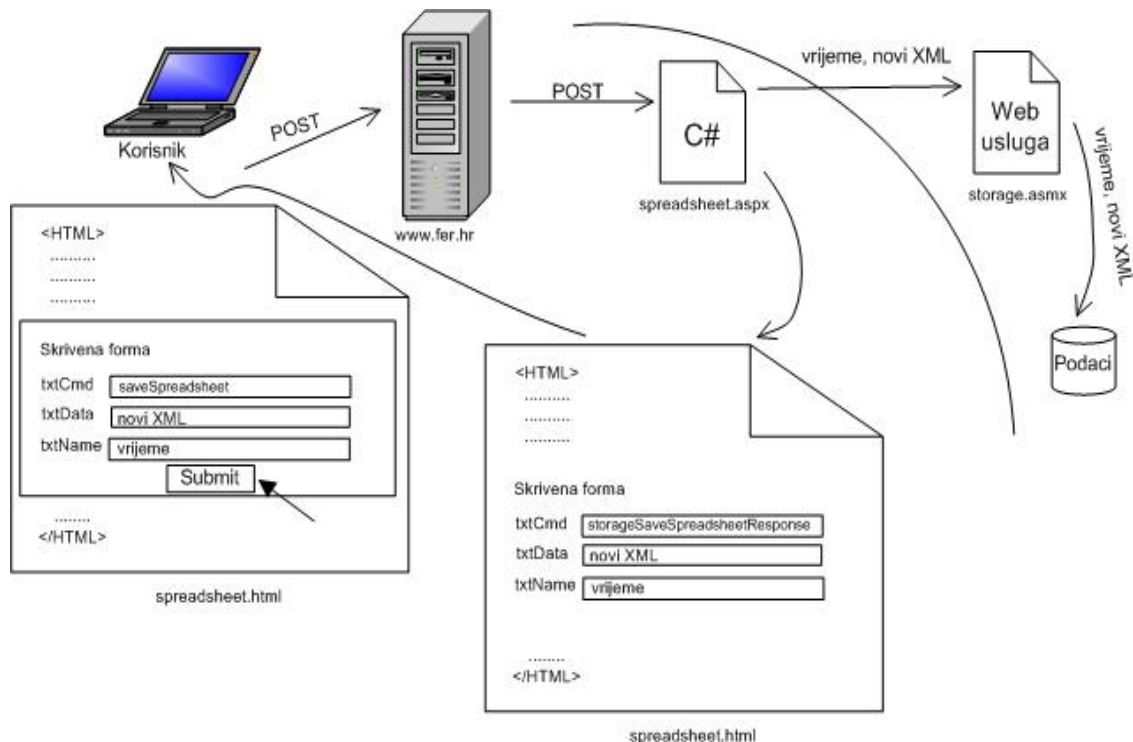 Korisnik
POST
www.fer.hr
POST
C#
spreadsheet.aspx
vrijeme, novi XML
Web
usluga
storage.asmx
vrijeme, novi XML
Podaci
<HTML>
..........
..........
..........
Skrivena forma
txtCmd saveSpreadsheet
txtData novi XML
txtName vrijeme
Submit
........
</HTML>
spreadsheet.html
<HTML>
..........
..........
..........
Skrivena forma
txtCmd storageSaveSpreadsheetResponse
txtData novi XML
txtName vrijeme
........
</HTML>
spreadsheet.html